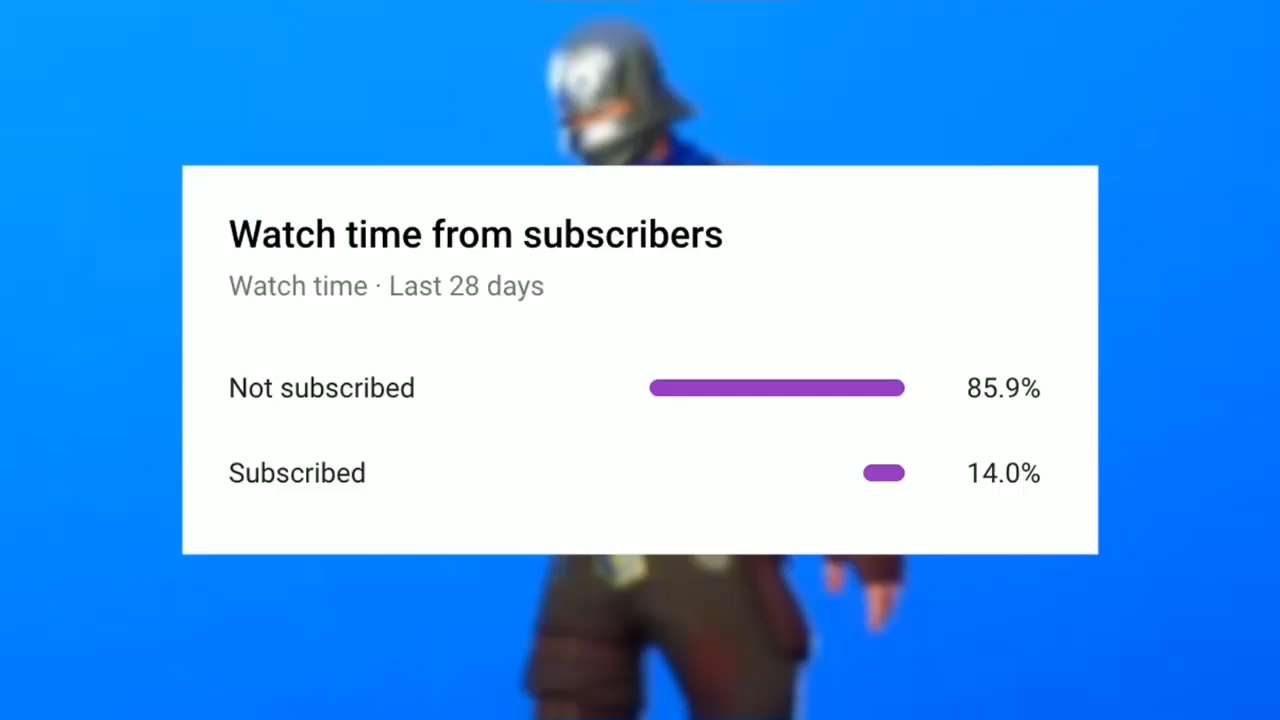 Watch time from subscribers
Watch time · Last 28 days
Not subscribed 85.9%
Subscribed 14.0%